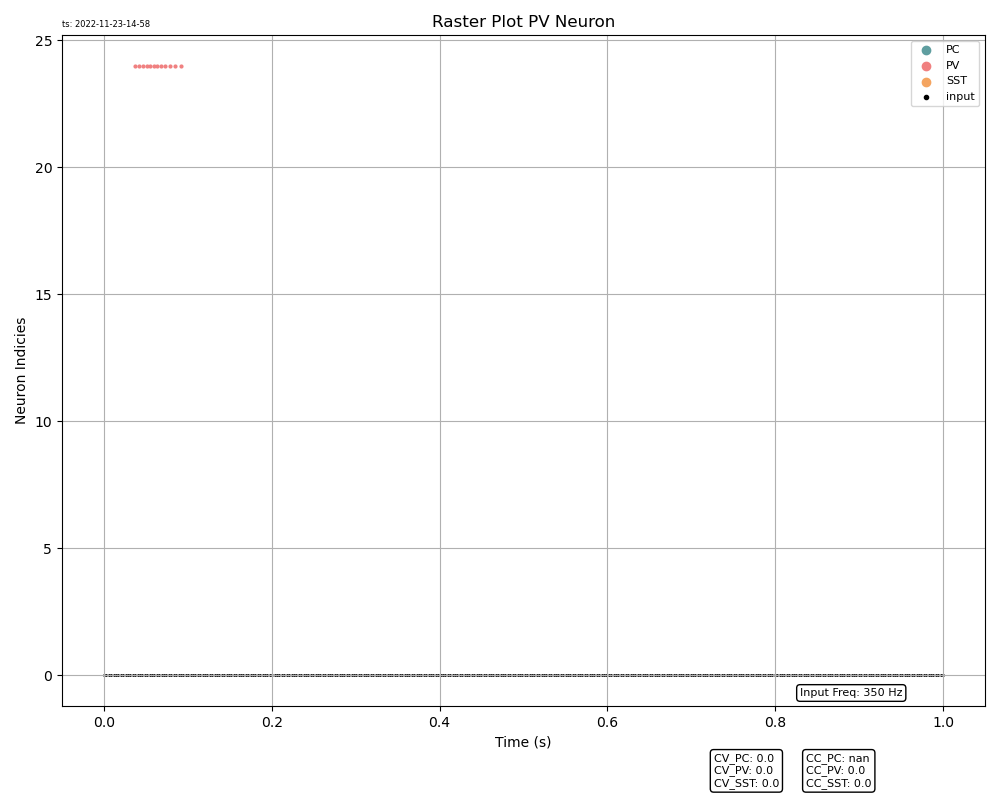 ts: 2022-11-23-14-58
Raster Plot PV Neuron
PC
PV
SST
input
25
20
15
10
5
0
Neuron Indicies
Input Freq: 350 Hz
0.0 0.2 0.4 0.6 0.8 1.0
Time (s)
CV_PC: 0.0
CV_PV: 0.0
CV_SST: 0.0
CC_PC: nan
CC_PV: 0.0
CC_SST: 0.0